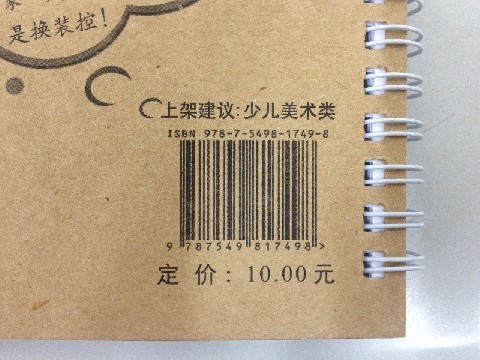 是换装控！
上架建议：少儿美术类
ISBN 978-7-5498-1749-8
9 787549 817498>
定价：10.00元